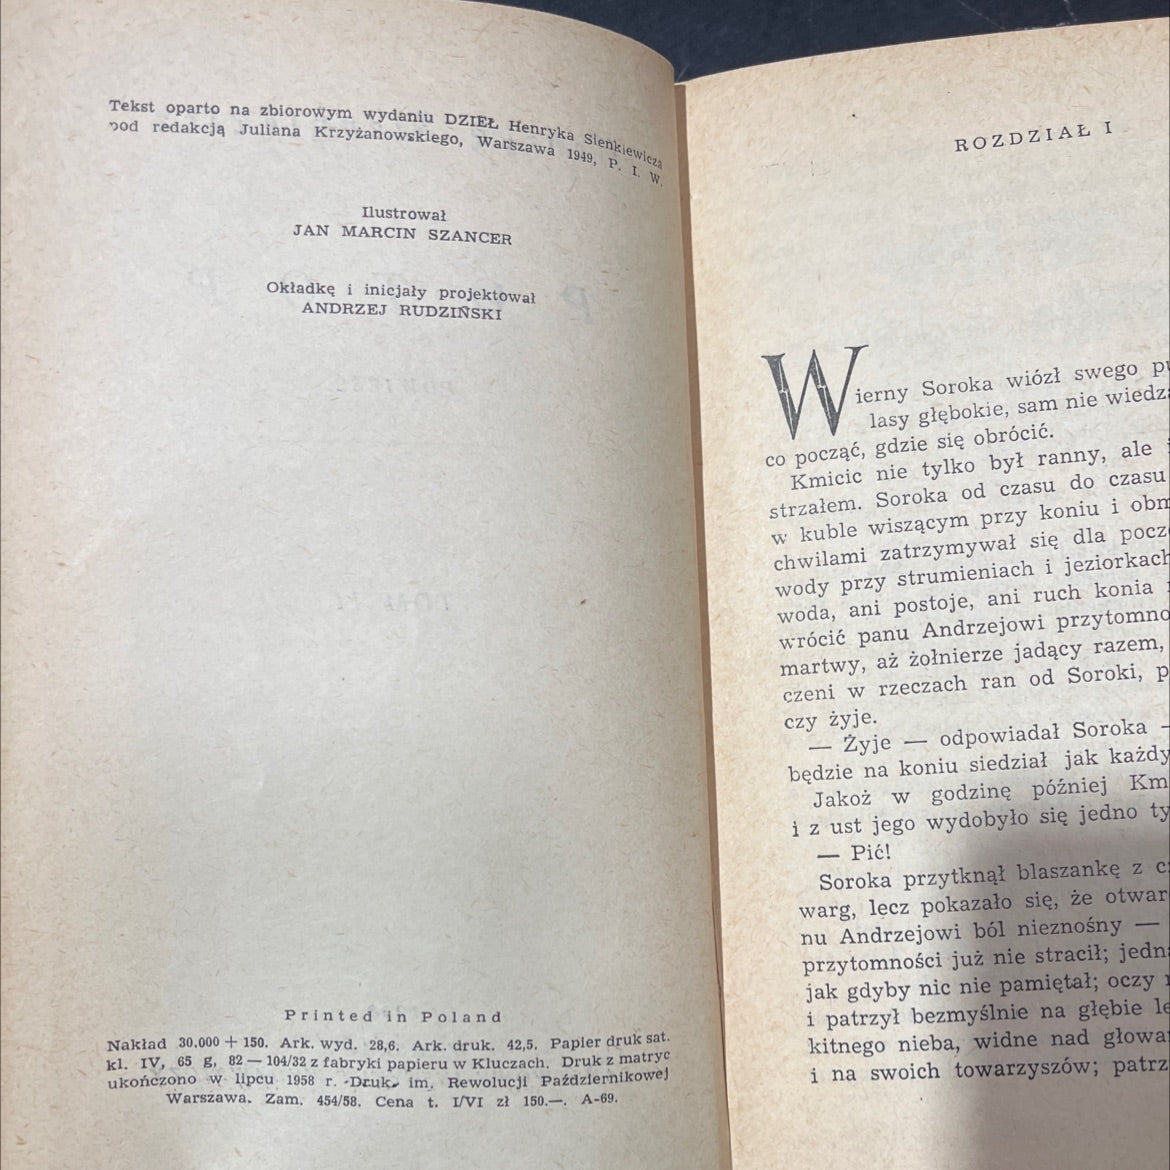 Tekst oparto na zbiorowym wydaniu DZIEŁ Henryka Sienkiewicza
pod redakcją Juliana Krzyżanowskiego, Warszawa 1949, P. I. W.
Ilustrował
JAN MARCIN SZANCER
Okładkę i inicjały projektował
ANDRZEJ RUDZIŃSKI
Printed in Poland
Nakład 30.000 + 150. Ark. wyd. 28,6. Ark. druk. 42,5. Papier druk sat.
kl. IV, 65 g, 82 — 104/32 z fabryki papieru w Kluczach. Druk z matryc
ukończono w lipcu 1958 r. Druk. im. Rewolucji Październikowej
Warszawa. Zam. 454/58. Cena t. I/VI zł 150.—. A-69.
ROZDZIAŁ I
Wierny Soroka wiózł swego
lasy głębokie, sam nie
co począć, gdzie się obrócić.
Kmicic nie tylko był ranny, ale
strzałem. Soroka od czasu do czasu
w kuble wiszącym przy koniu i
chwilami zatrzymywał się dla
wody przy strumieniach i jeziorkach
woda, ani postoje, ani ruch konia
wrócić panu Andrzejowi
martwy, aż żołnierze jadący razem,
czeni w rzeczach ran od Soroki,
czy żyje.
— Żyje — odpowiadał Soroka —
będzie na koniu siedział jak każdy
Jakoż w godzinę później
i z ust jego wydobyło się jedno
— Pić!
Soroka przytknął blaszankę z
warg, lecz pokazało się, że
nu Andrzejowi ból nieznośny —
przytomności już nie stracił;
jak gdyby nic nie pamiętał; oczy
i patrzył bezmyślnie na głębie
kitnego nieba, widne nad
i na swoich towarzyszów;